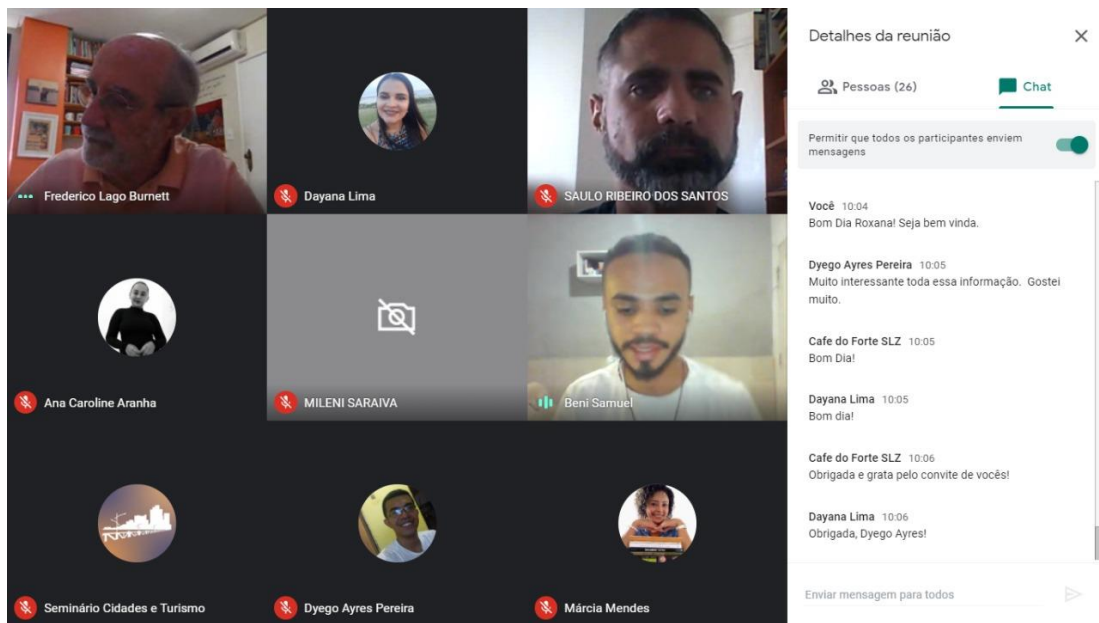 Frederico Lago Burnett
Dayana Lima
SAULO RIBEIRO DOS SANTOS
Ana Caroline Aranha
MILENI SARAIVA
Beni Samuel
Seminário Cidades e Turismo
Dyego Ayres Pereira
Márcia Mendes
Detalhes da reunião
Pessoas (26)
Chat
Permitir que todos os participantes enviem
mensagens
Você 10:04
Bom Dia Roxana! Seja bem vinda.
Dyego Ayres Pereira 10:05
Muito interessante toda essa informação. Gostei
muito.
Cafe do Forte SLZ 10:05
Bom Dia!
Dayana Lima 10:05
Bom dia!
Cafe do Forte SLZ 10:06
Obrigada e grata pelo convite de vocês!
Dayana Lima 10:06
Obrigada, Dyego Ayres!
Enviar mensagem para todos